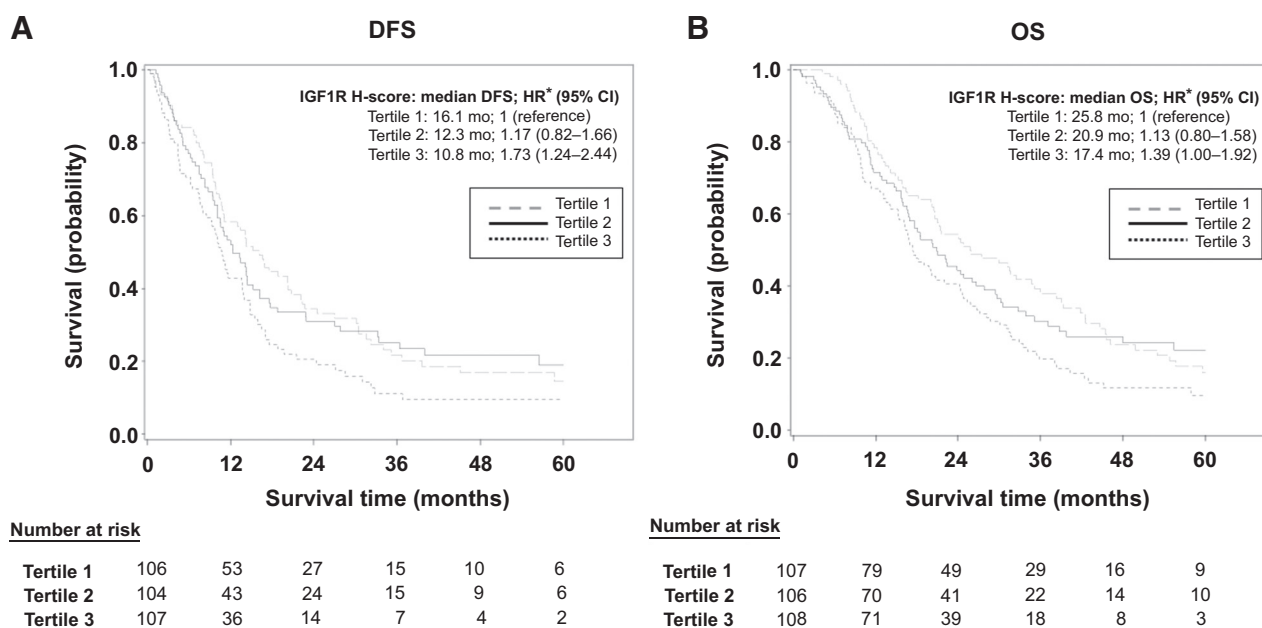 A
DFS
1.0
0.8
0.6
0.4
0.2
0.0
Survival (probability)
IGF1R H-score: median DFS; HR* (95% CI)
Tertile 1: 16.1 mo; 1 (reference)
Tertile 2: 12.3 mo; 1.17 (0.82–1.66)
Tertile 3: 10.8 mo; 1.73 (1.24–2.44)
Tertile 1
Tertile 2
Tertile 3
0 12 24 36 48 60
Survival time (months)
Number at risk
Tertile 1 106 53 27 15 10 6
Tertile 2 104 43 24 15 9 6
Tertile 3 107 36 14 7 4 2
B
OS
1.0
0.8
0.6
0.4
0.2
0.0
Survival (probability)
IGF1R H-score: median OS; HR* (95% CI)
Tertile 1: 25.8 mo; 1 (reference)
Tertile 2: 20.9 mo; 1.13 (0.80–1.58)
Tertile 3: 17.4 mo; 1.39 (1.00–1.92)
Tertile 1
Tertile 2
Tertile 3
0 12 24 36 48 60
Survival time (months)
Number at risk
Tertile 1 107 79 49 29 16 9
Tertile 2 106 70 41 22 14 10
Tertile 3 108 71 39 18 8 3